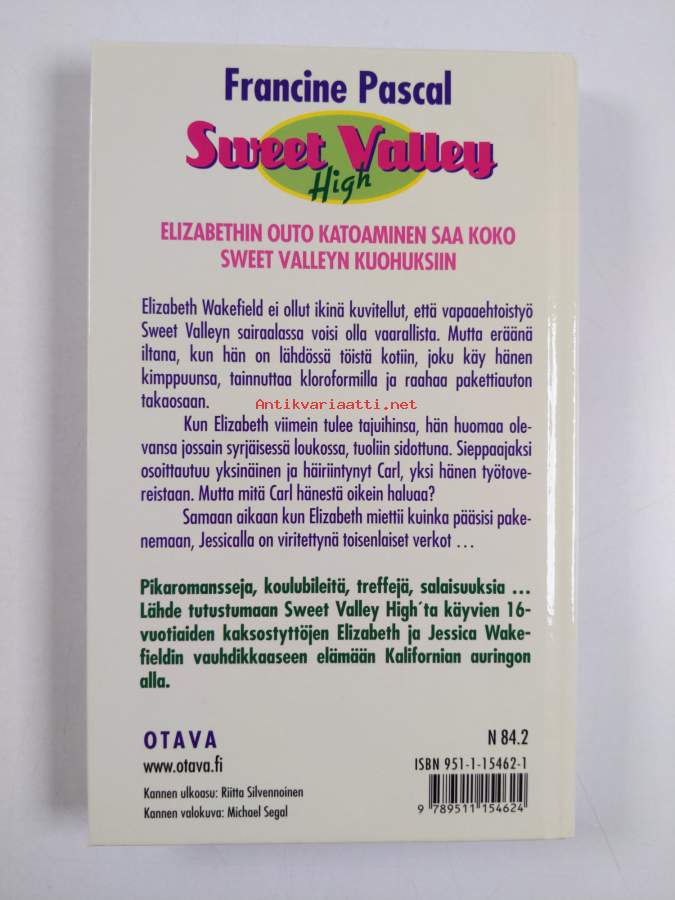 Francine Pascal
Sweet Valley
High
ELIZABETHIN OUTO KATOAMINEN SAA KOKO
SWEET VALLEYN KUOHUKSIIN
Elizabeth Wakefield ei ollut ikinä kuvitellut, että vapaaehtoistyö
Sweet Valleyn sairaalassa voisi olla vaarallista. Mutta eräänä
iltana, kun hän on lähdössä töistä kotiin, joku käy hänen
kimppuunsa, tainnuttaa kloroformilla ja raahaa pakettiauton
takaosaan.
Antikvariaatti.net
Kun Elizabeth viimein tulee tajuihinsa, hän huomaa ole-
vansa jossain syrjäisessä loukossa, tuoliin sidottuna. Sieppaajaksi
osoittautuu yksinäinen ja häiriintynyt Carl, yksi hänen työtove-
reistaan. Mutta mitä Carl hänestä oikein haluaa?
Samaan aikaan kun Elizabeth miettii kuinka pääsisi pake-
nemaan, Jessicalla on viritettynä toisenlaiset verkot ...
Pikaromansseja, koulubileitä, treffejä, salaisuuksia ...
Lähde tutustumaan Sweet Valley High´ta käyvien 16-
vuotiaiden kaksostyttöjen Elizabeth ja Jessica Wake-
fieldin vauhdikkaaseen elämään Kalifornian auringon
alla.
OTAVA
www.otava.fi
Kannen ulkoasu: Riitta Silvennoinen
Kannen valokuva: Michael Segal
N 84.2
ISBN 951-1-15462-1
9 789511 154624